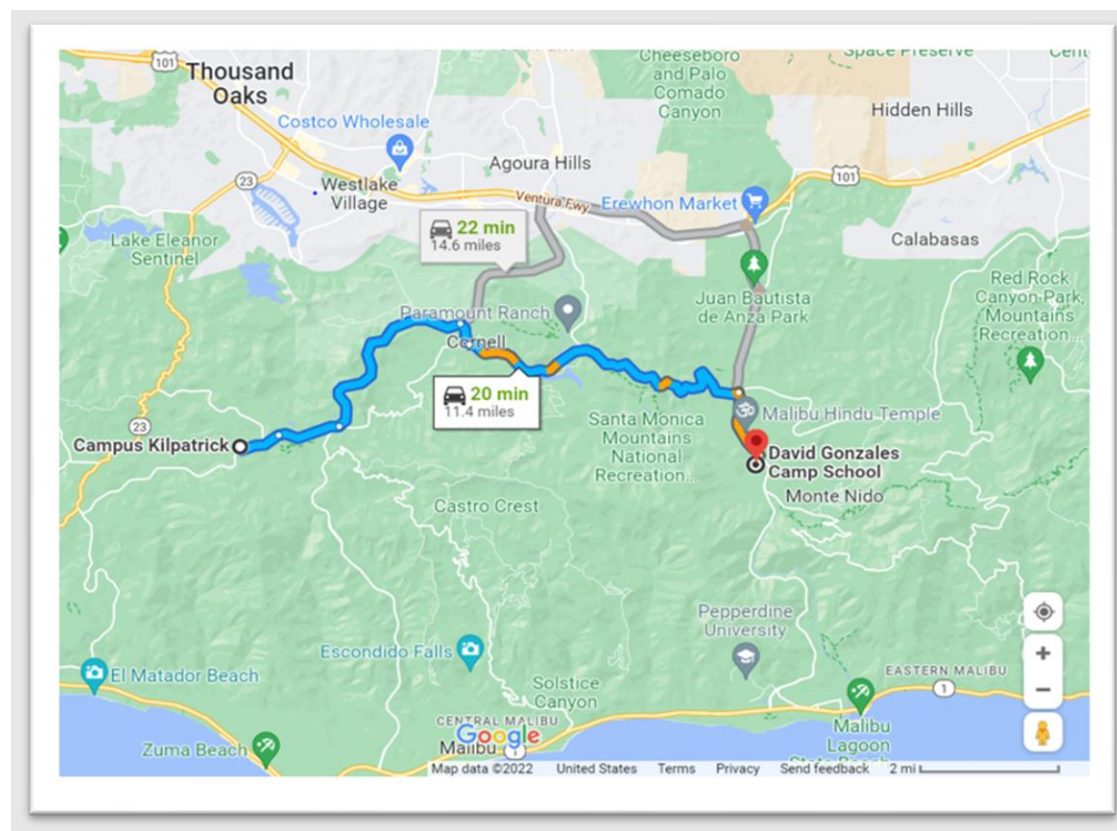 101
Thousand
Oaks
Cheeseboro
and Palo
Comado
Canyon
Space Preserve
Hidden Hills
Costco Wholesale
Agoura Hills
101
23
Westlake
Village
Ventura Fwy
Erewhon Market
22 min
14.6 miles
Calabasas
Lake Eleanor
Sentinel
Red Rock
Canyon Park,
Mountains
Recreation...
Juan Bautista
de Anza Park
Paramount Ranch
Cornell
20 min
11.4 miles
23
Campus Kilpatrick
Malibu Hindu Temple
Santa Monica
Mountains
National
Recreation...
David Gonzales
Camp School
Monte Nido
Castro Crest
Pepperdine
University
Escondido Falls
El Matador Beach
Solstice
Canyon
EASTERN MALIBU
1
CENTRAL MALIBU
Google
Malibu
1
Zuma Beach
Malibu
Lagoon
State Beach
Map data ©2022 United States Terms Privacy Send feedback 2 mi